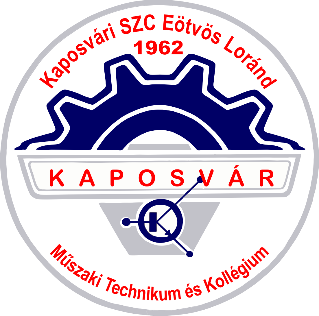 Kaposvári SZC Eötvös Loránd
1962
KAPOSVÁR
K
Műszaki Technikum és Kollégium